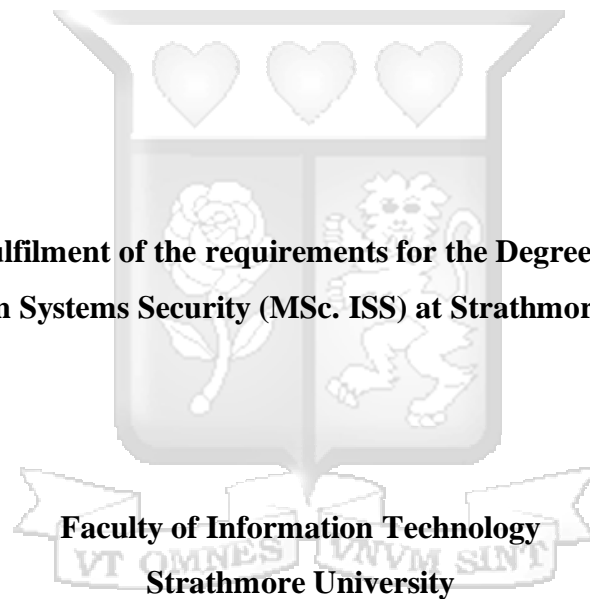 ulfilment of the requirements for the Degree
n Systems Security (MSc. ISS) at Strathmor
Faculty of Information Technology
VT OMNES VNVM SINT
Strathmore University